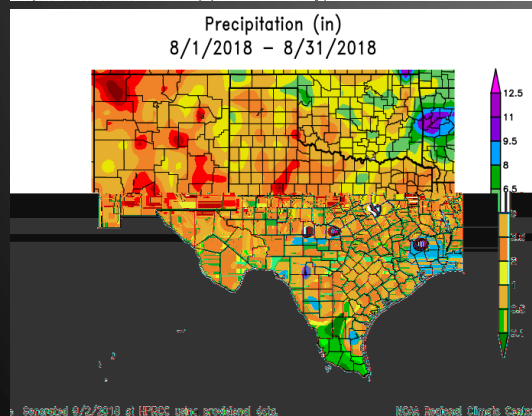 Precipitation (in)
8/1/2018 – 8/31/2018
12.5
11
9.5
8
6.5
Generated 9/2/2018 at HPRCC using provisional data.
NOAA Regional Climate Centers